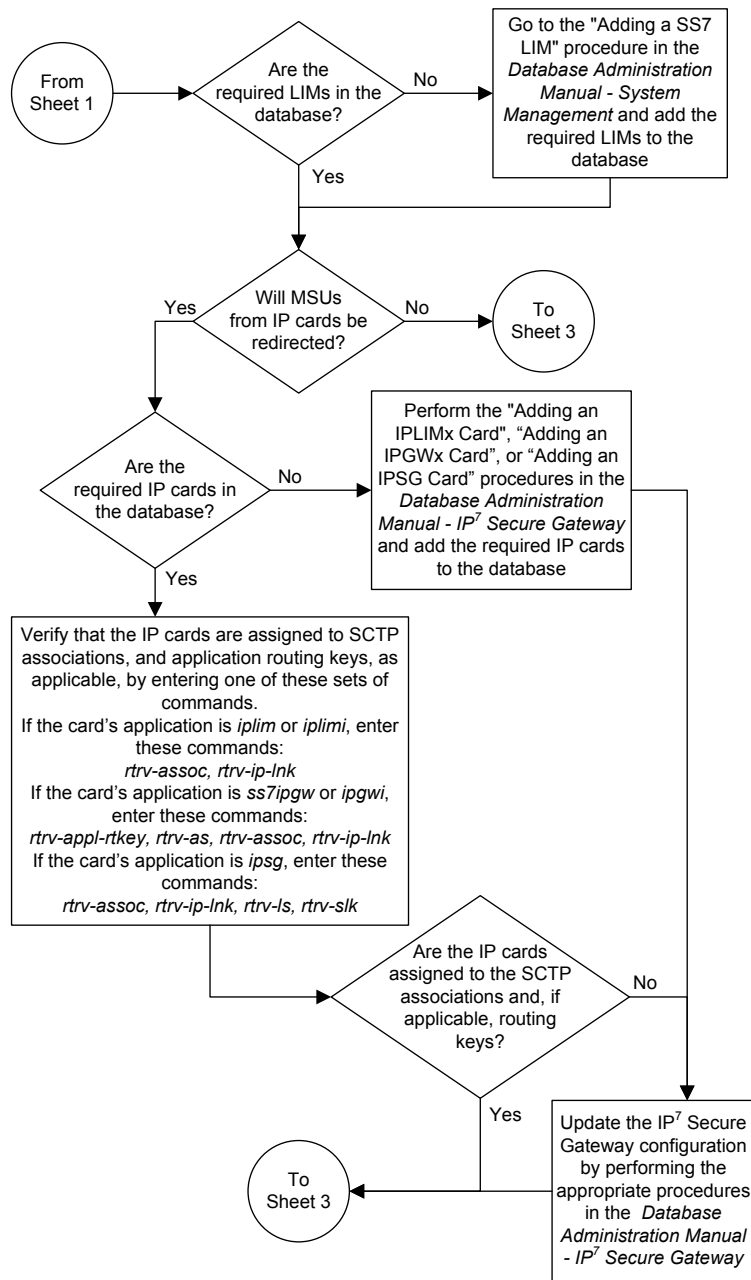 From
Sheet 1
Are the
required LIMs in the
database?
No
Go to the "Adding a SS7
LIM" procedure in the
Database Administration
Manual - System
Management and add the
required LIMs to the
database
Yes
Will MSUs
from IP cards be
redirected?
Yes
No
To
Sheet 3
Are the
required IP cards in
the database?
No
Perform the "Adding an
IPLIMx Card", “Adding an
IPGWx Card”, or “Adding an
IPSG Card” procedures in the
Database Administration
Manual - IP⁷ Secure Gateway
and add the required IP cards
to the database
Yes
Verify that the IP cards are assigned to SCTP
associations, and application routing keys, as
applicable, by entering one of these sets of
commands.
If the card’s application is iplim or iplimi, enter
these commands:
rtrv-assoc, rtrv-ip-lnk
If the card’s application is ss7ipgw or ipgwi,
enter these commands:
rtrv-appl-rtkey, rtrv-as, rtrv-assoc, rtrv-ip-lnk
If the card’s application is ipsg, enter these
commands:
rtrv-assoc, rtrv-ip-lnk, rtrv-ls, rtrv-slk
Are the IP cards
assigned to the SCTP
associations and, if
applicable, routing
keys?
No
Yes
Update the IP⁷ Secure
Gateway configuration
by performing the
appropriate procedures
in the Database
Administration Manual
- IP⁷ Secure Gateway
To
Sheet 3